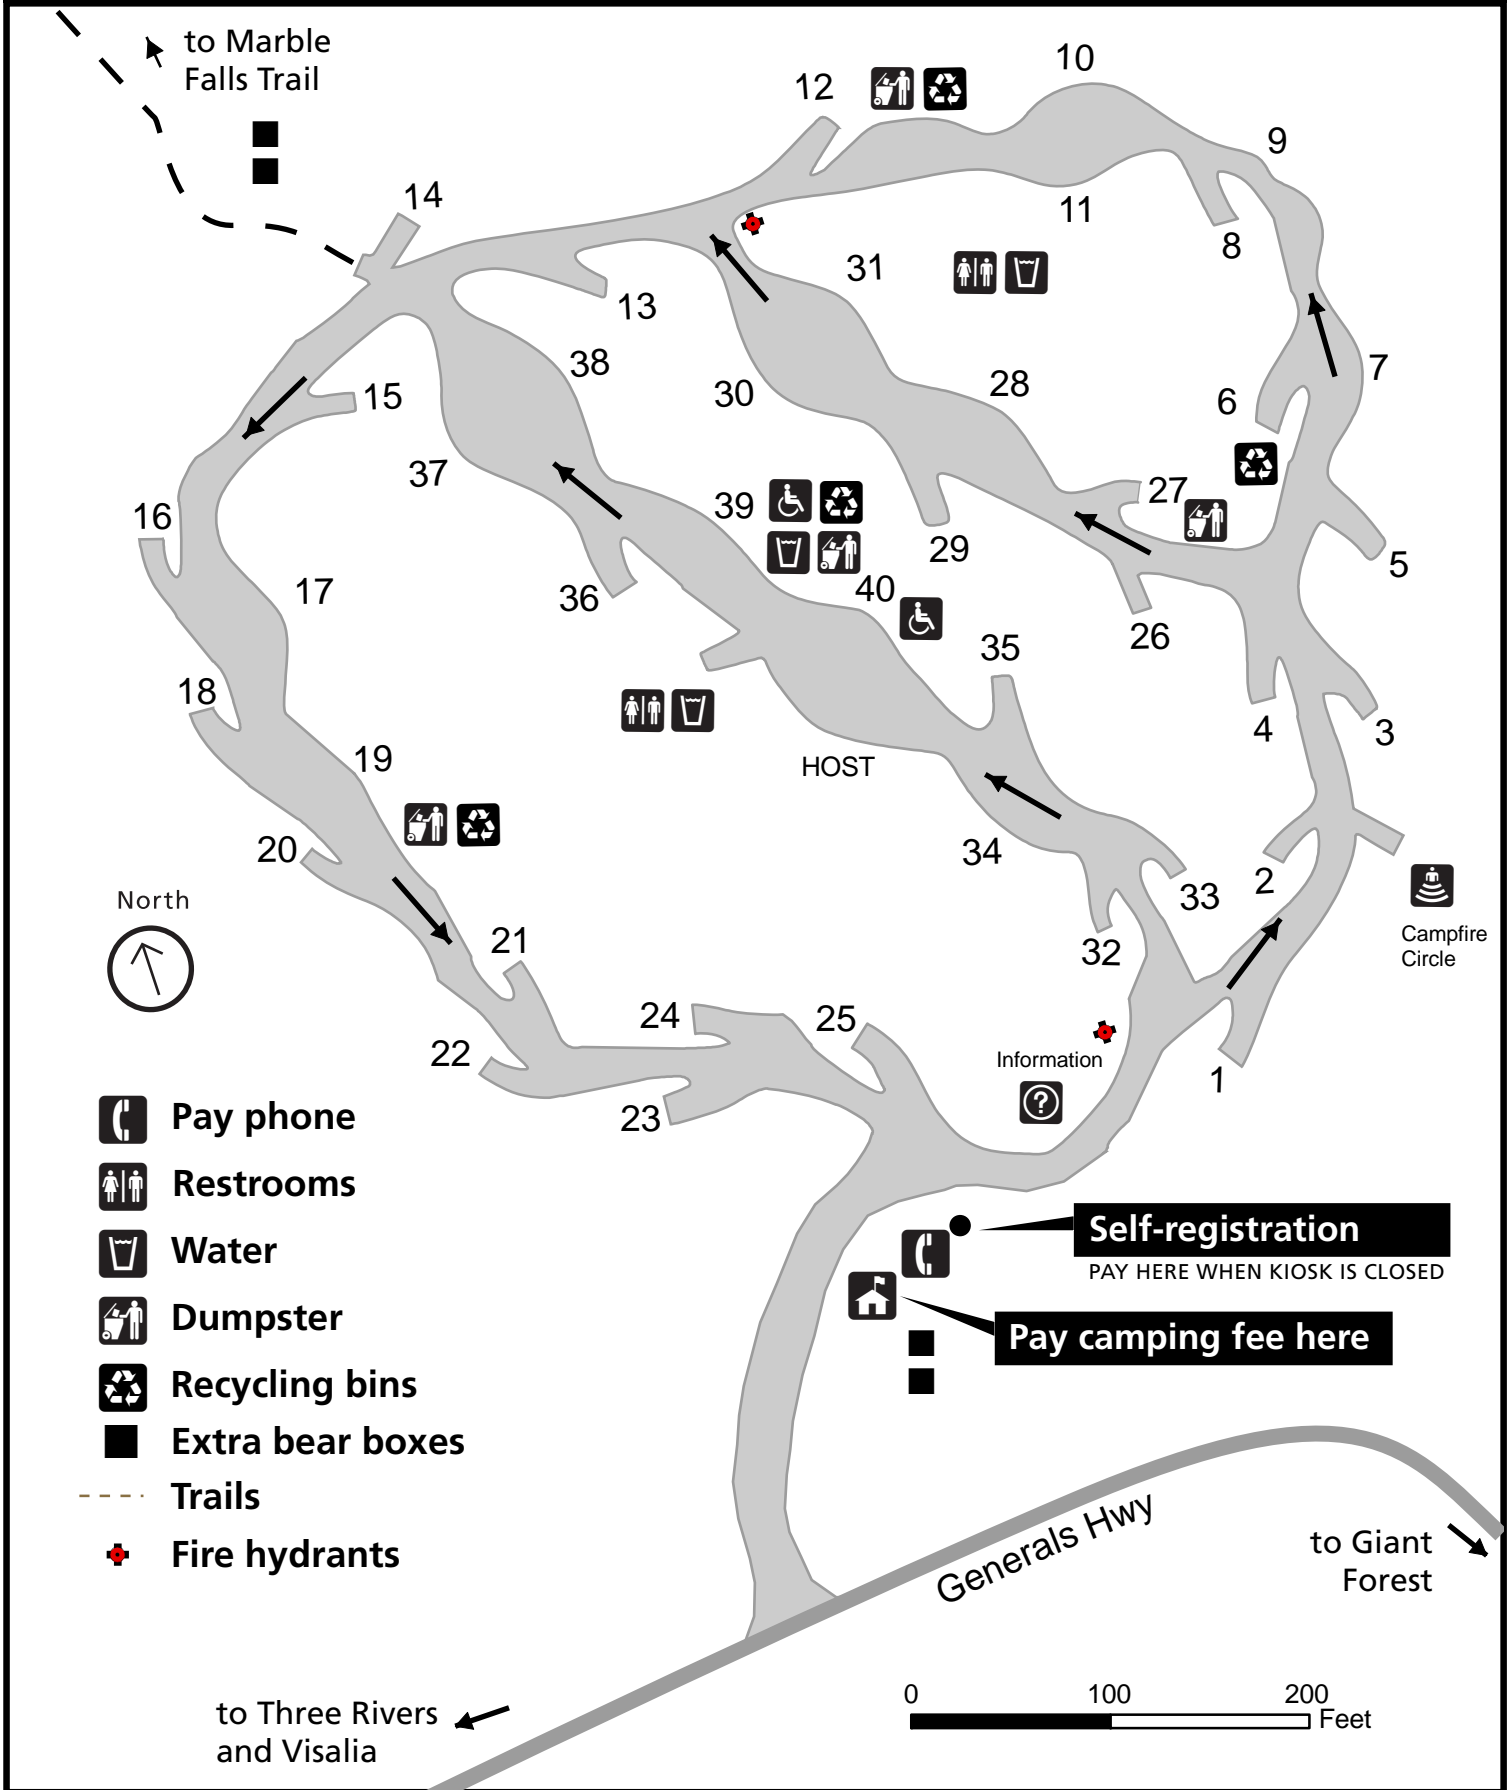 to Marble
Falls Trail
10
12
9
14
11
8
31
13
38
28
7
30
6
15
37
27
39
16
29
5
17
36
40
26
35
18
4
3
19
HOST
34
20
2
33
North
21
32
Campfire
Circle
24
25
22
Information
?
1
23
Pay phone
Restrooms
Water
Dumpster
Recycling bins
Extra bear boxes
Trails
Fire hydrants
Self-registration
PAY HERE WHEN KIOSK IS CLOSED
Pay camping fee here
Generals Hwy
to Giant
Forest
to Three Rivers
and Visalia
0 100 200
Feet